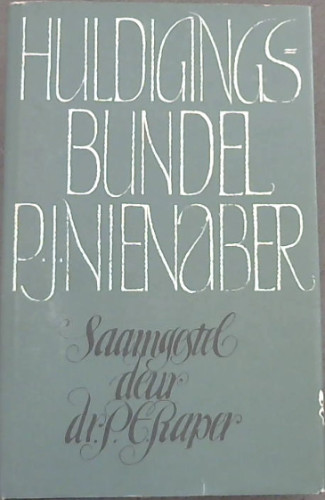 HULDIGINGS=
BUNDEL
P.J. NIENABER
Saamgestel
deur
dr. P. E. Raper